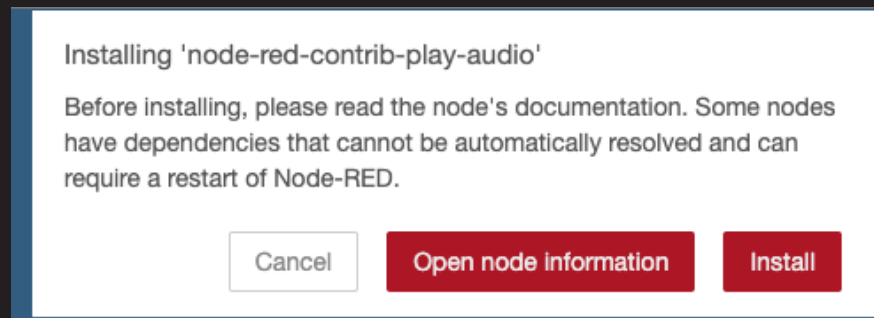 Installing 'node-red-contrib-play-audio'
Before installing, please read the node's documentation. Some nodes
have dependencies that cannot be automatically resolved and can
require a restart of Node-RED.
Cancel
Open node information
Install